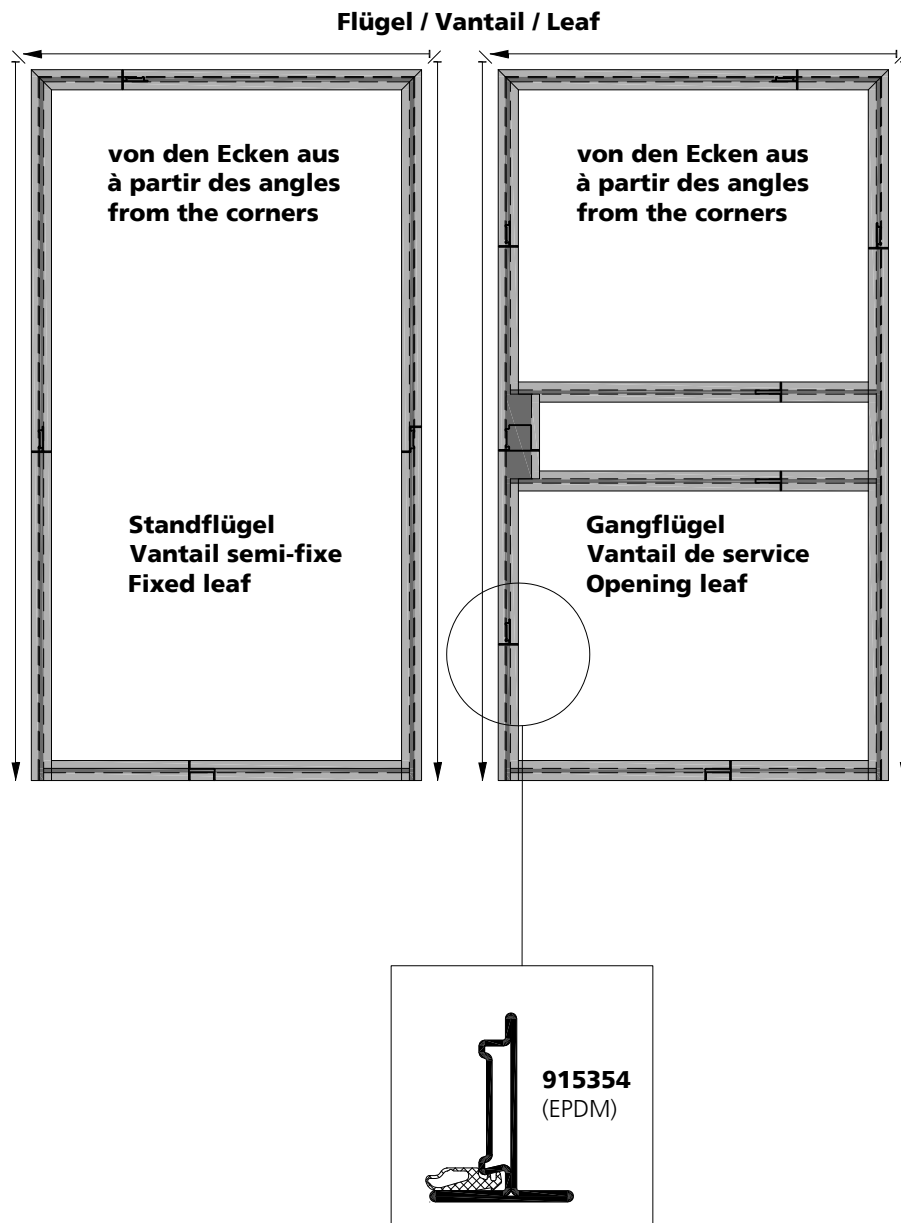 Flügel / Vantail / Leaf
von den Ecken aus
à partir des angles
from the corners
von den Ecken aus
à partir des angles
from the corners
Standflügel
Vantail semi-fixe
Fixed leaf
Gangflügel
Vantail de service
Opening leaf
915354
(EPDM)